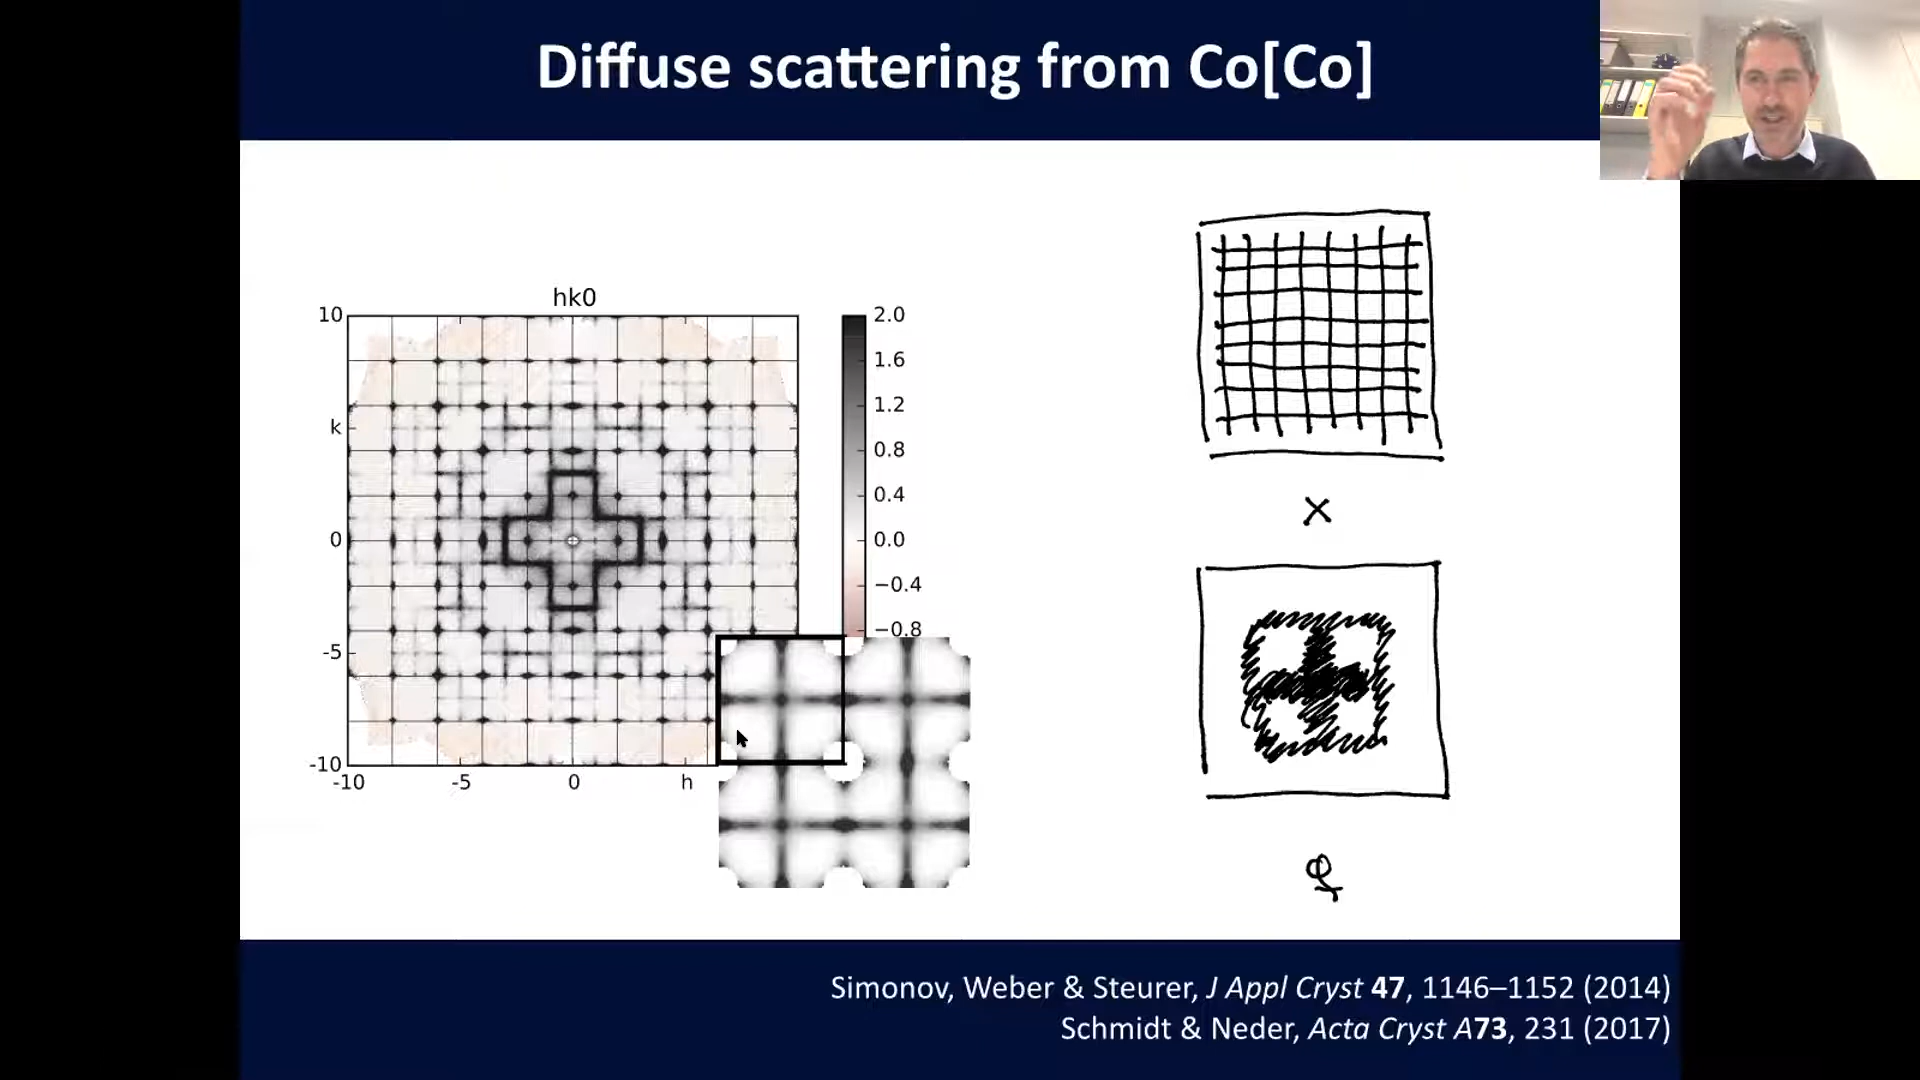 Diffuse scattering from Co[Co]
hk0
10
k
0
-5
-10
-10
-5
0
h
2.0
1.6
1.2
0.8
0.4
0.0
−0.4
−0.8
×
Simonov, Weber & Steurer, J Appl Cryst 47, 1146–1152 (2014)
Schmidt & Neder, Acta Cryst A73, 231 (2017)